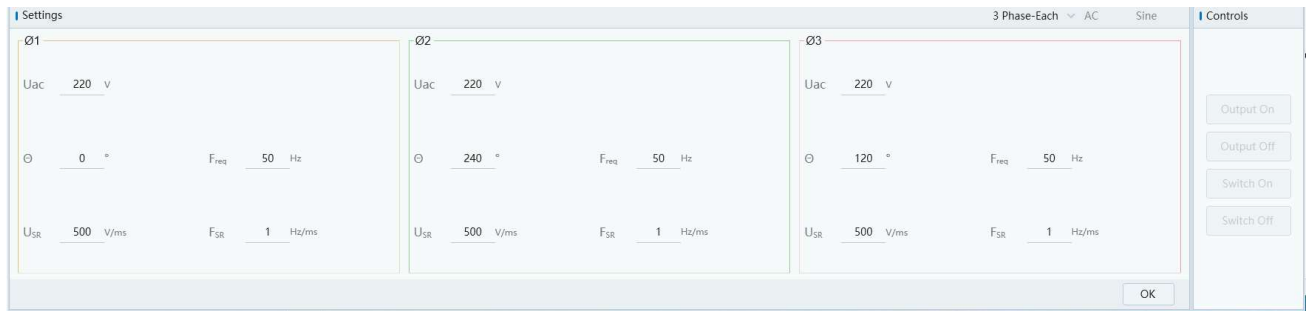 Settings 3 Phase-Each AC Sine Controls
Ø1 Ø2 Ø3
Uac 220 V Uac 220 V Uac 220 V
Output On
Θ 0 ° Freq 50 Hz Θ 240 ° Freq 50 Hz Θ 120 ° Freq 50 Hz
Output Off
Switch On
Switch Off
USR 500 V/ms FSR 1 Hz/ms USR 500 V/ms FSR 1 Hz/ms USR 500 V/ms FSR 1 Hz/ms
OK